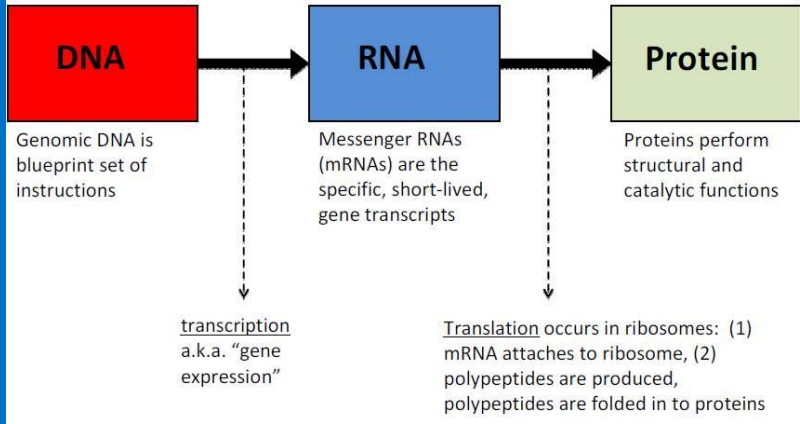 DNA
RNA
Protein
Genomic DNA is
blueprint set of
instructions
Messenger RNAs
(mRNAs) are the
specific, short-lived,
gene transcripts
Proteins perform
structural and
catalytic functions
transcription
a.k.a. “gene
expression”
Translation occurs in ribosomes: (1)
mRNA attaches to ribosome, (2)
polypeptides are produced,
polypeptides are folded in to proteins